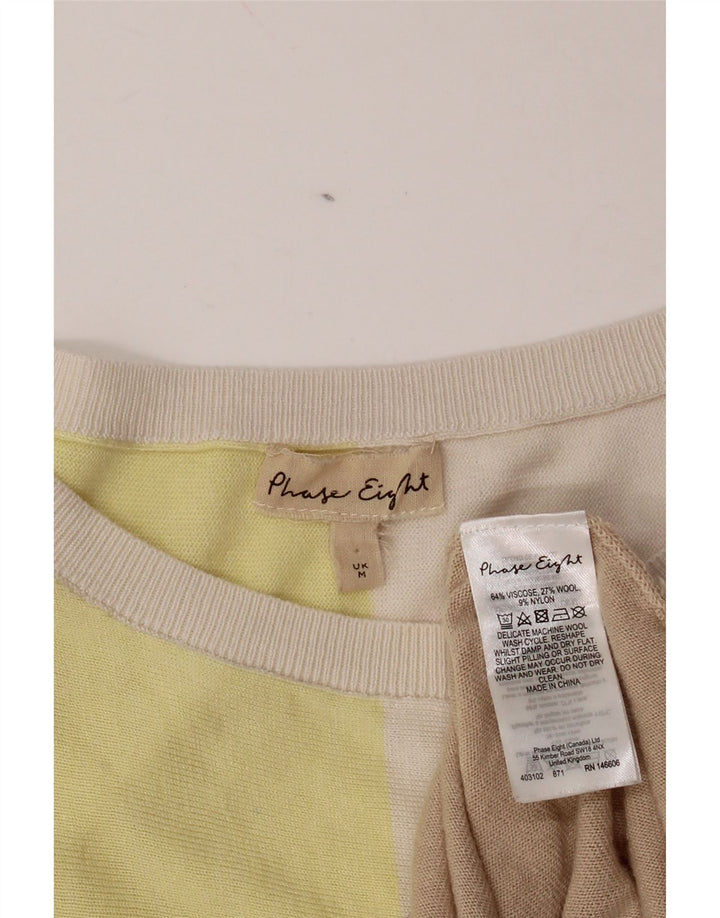 Phase Eight
UK
M
Phase Eight
64% VISCOSE, 27% WOOL,
9% NYLON
DELICATE MACHINE WOOL
WASH CYCLE. RESHAPE
WHILST DAMP AND DRY FLAT.
SLIGHT PILLING OR SURFACE
CHANGE MAY OCCUR DURING
WASH AND WEAR. DO NOT DRY
CLEAN.
MADE IN CHINA
Phase Eight (Canada) Ltd
55 Kimber Road SW18 4NX
United Kingdom
403102 871 RN 146606